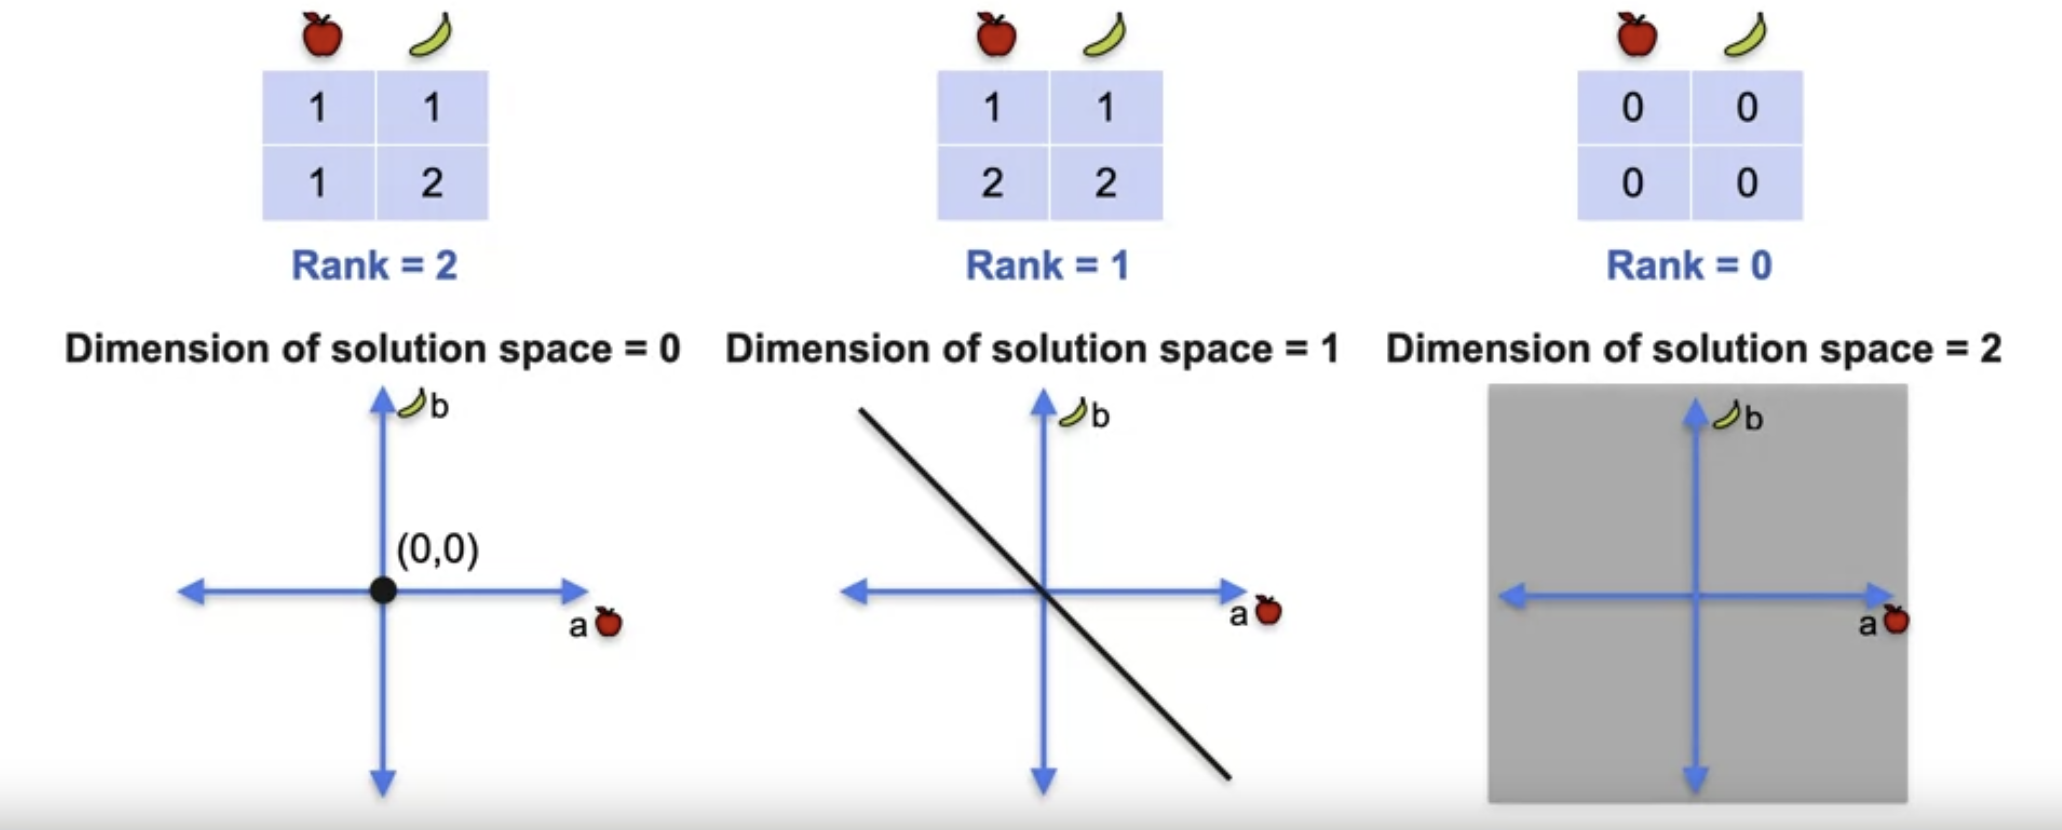 1 1 1 1 0 0
1 2 2 2 0 0
Rank = 2 Rank = 1 Rank = 0
Dimension of solution space = 0 Dimension of solution space = 1 Dimension of solution space = 2
b b b
(0,0)
a a a